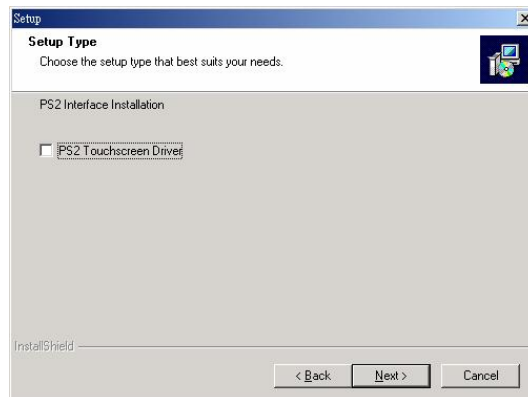 Setup
Setup Type
Choose the setup type that best suits your needs.
PS2 Interface Installation
PS2 Touchscreen Driver
InstallShield
< Back
Next >
Cancel